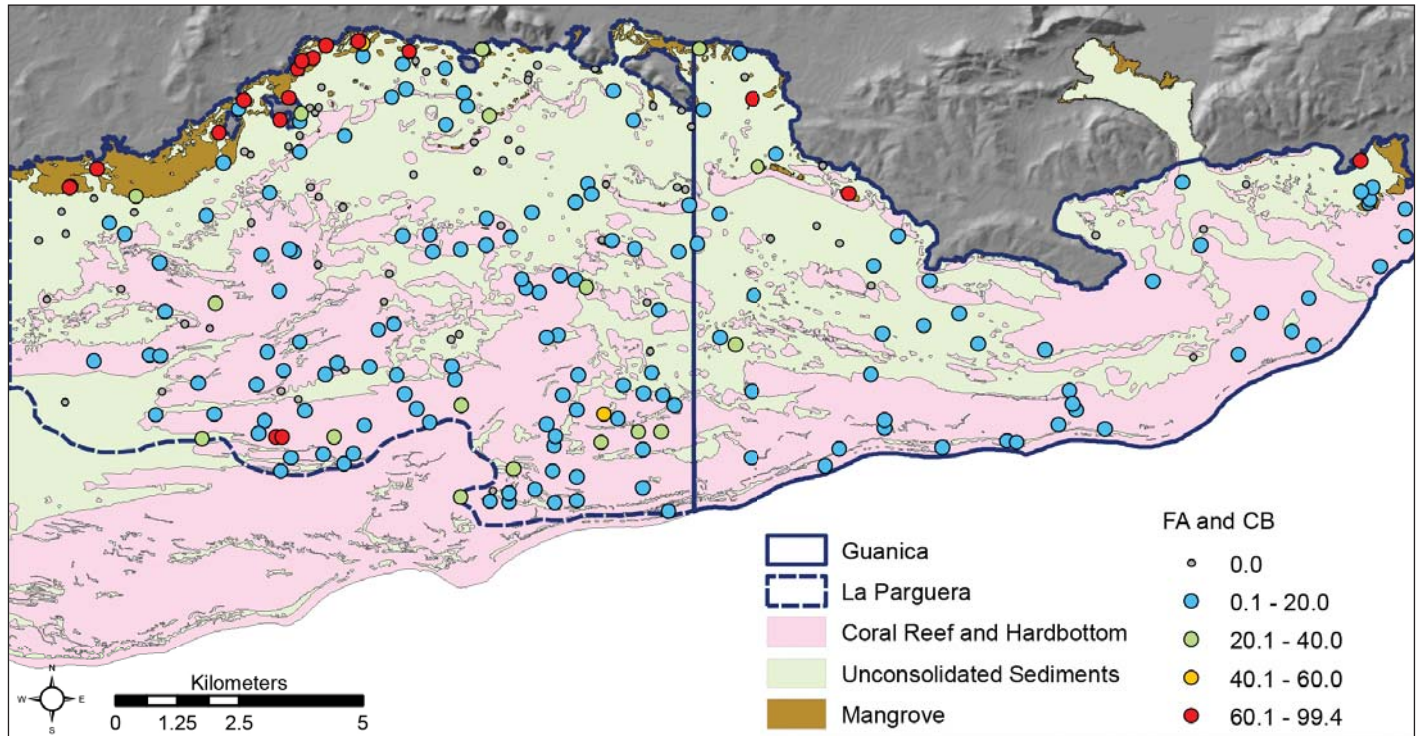 FA and CB
Guanica
0.0
La Parguera
0.1 - 20.0
Coral Reef and Hardbottom
20.1 - 40.0
Unconsolidated Sediments
40.1 - 60.0
Mangrove
60.1 - 99.4
N
W E
S
Kilometers
0 1.25 2.5 5